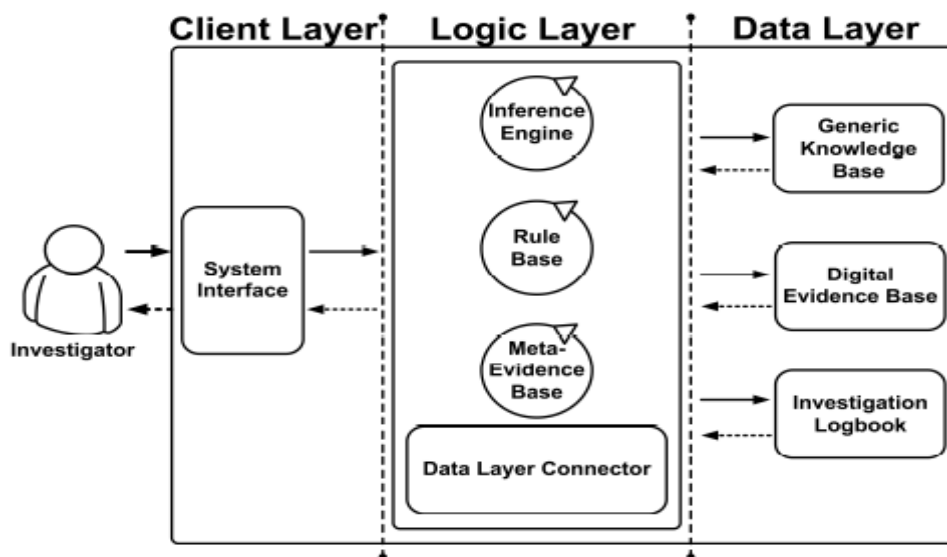 Client Layer
Logic Layer
Data Layer
Inference
Engine
Generic
Knowledge
Base
System
Interface
Rule
Base
Digital
Evidence Base
Investigator
Meta-
Evidence
Base
Investigation
Logbook
Data Layer Connector